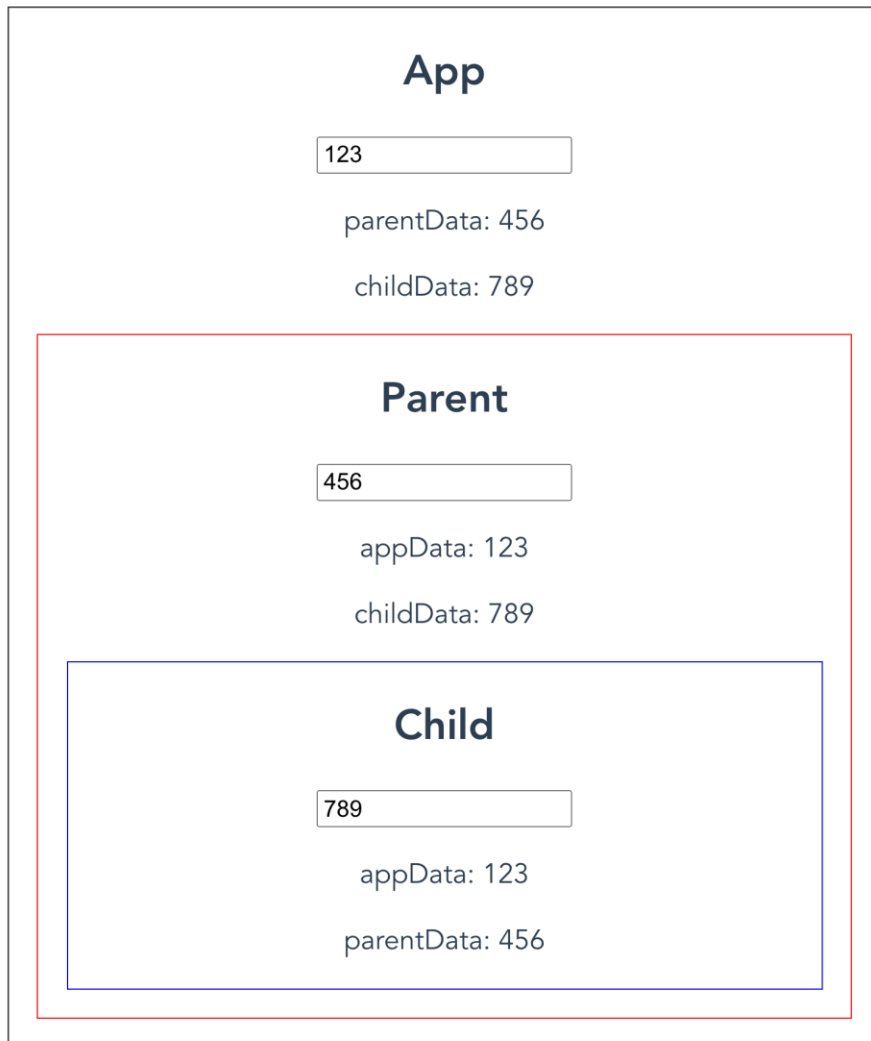 App
123
parentData: 456
childData: 789
Parent
456
appData: 123
childData: 789
Child
789
appData: 123
parentData: 456